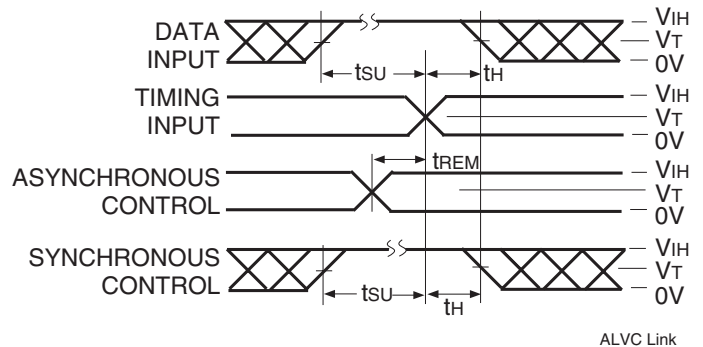 DATA
INPUT
tSU
tH
VIH
VT
0V
TIMING
INPUT
VIH
VT
0V
tREM
ASYNCHRONOUS
CONTROL
VIH
VT
0V
SYNCHRONOUS
CONTROL
tSU
tH
VIH
VT
0V
ALVC Link